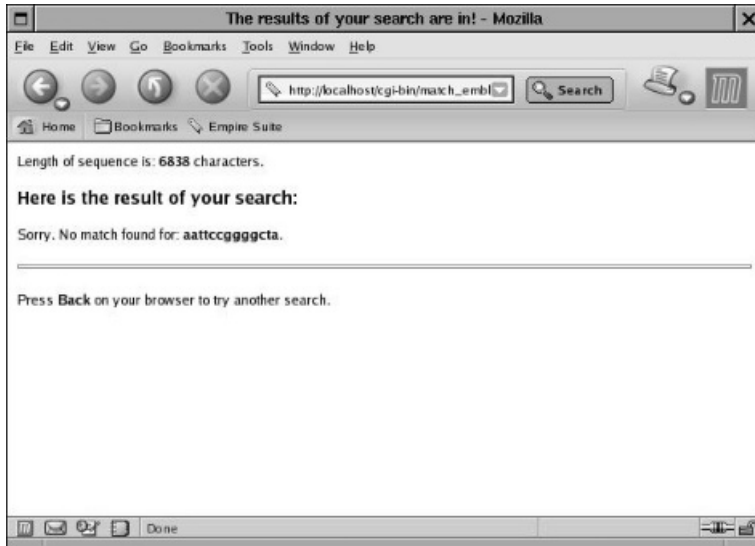 The results of your search are in! - Mozilla
File Edit View Go Bookmarks Tools Window Help
http://localhost/cgi-bin/match_embl Search
Home Bookmarks Empire Suite
Length of sequence is: 6838 characters.
Here is the result of your search:
Sorry. No match found for: aattccggggcta.
Press Back on your browser to try another search.
Done